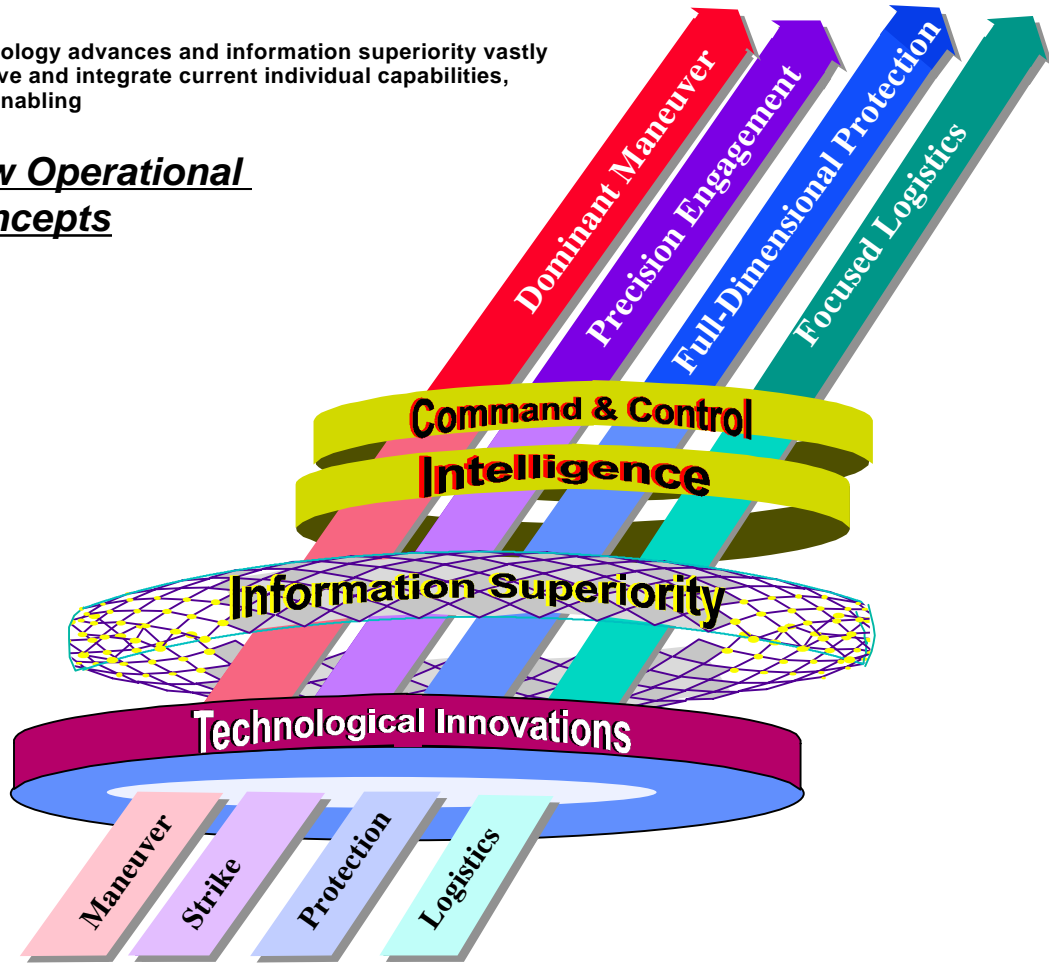 ology advances and information superiority vastly
ve and integrate current individual capabilities,
nabling
w Operational
ncepts
Dominant Maneuver
Precision Engagement
Full-Dimensional Protection
Focused Logistics
Command & Control
Intelligence
Information Superiority
Technological Innovations
Maneuver
Strike
Protection
Logistics